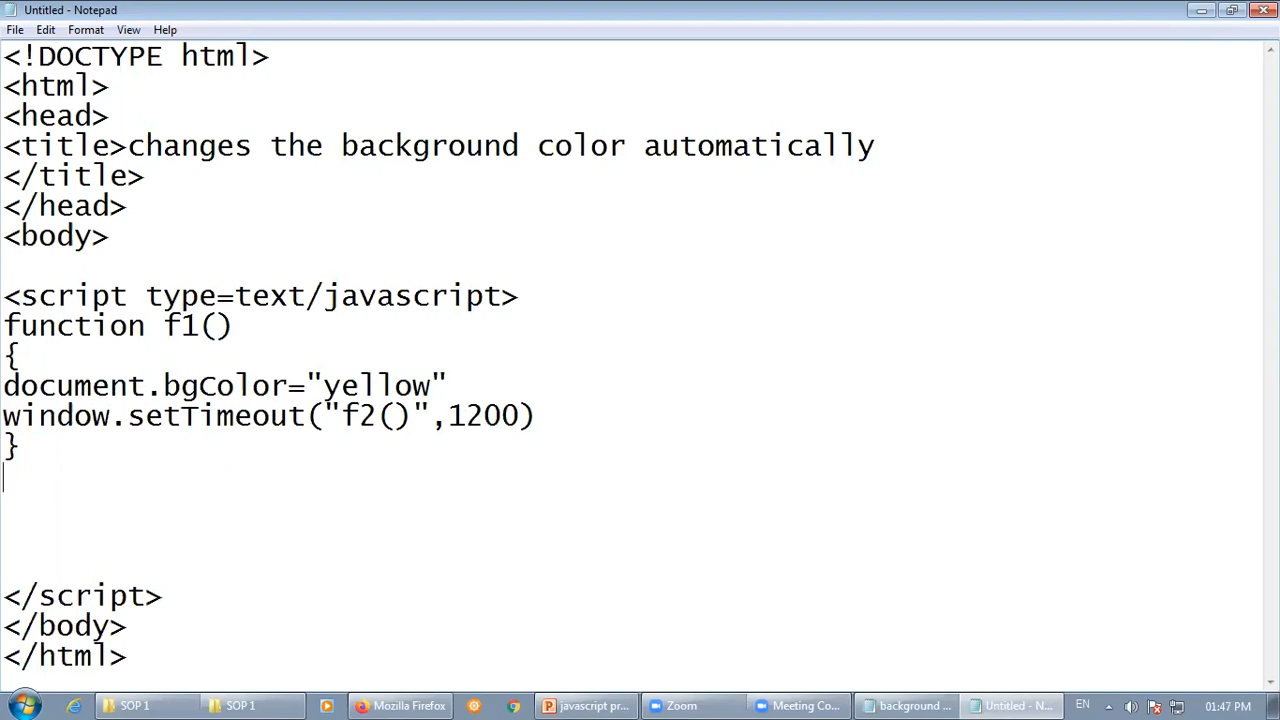 Untitled - Notepad
File Edit Format View Help
<!DOCTYPE html>
<html>
<head>
<title>changes the background color automatically
</title>
</head>
<body>
<script type=text/javascript>
function f1()
{
document.bgColor="yellow"
window.setTimeout("f2()",1200)
}
</script>
</body>
</html>
SOP 1 SOP 1 Mozilla Firefox javascript pr... Zoom Meeting Co... background ... Untitled - N... EN 01:47 PM